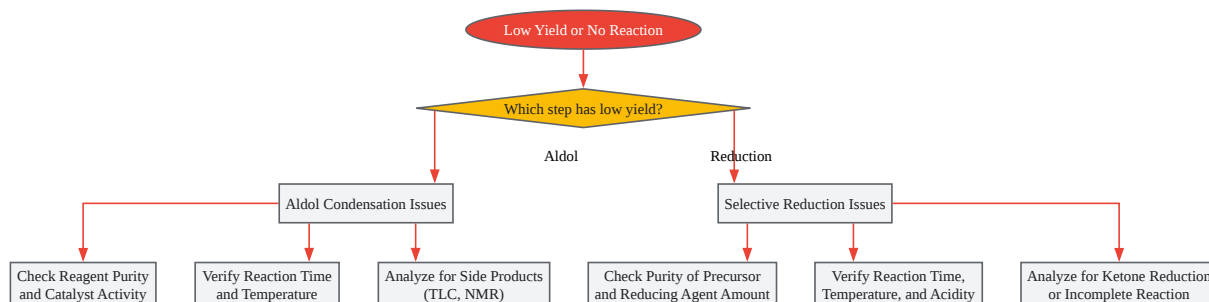 Low Yield or No Reaction
Which step has low yield?
Aldol
Reduction
Aldol Condensation Issues
Selective Reduction Issues
Check Reagent Purity
and Catalyst Activity
Verify Reaction Time
and Temperature
Analyze for Side Products
(TLC, NMR)
Check Purity of Precursor
and Reducing Agent Amount
Verify Reaction Time,
Temperature, and Acidity
Analyze for Ketone Reduction
or Incomplete Reaction